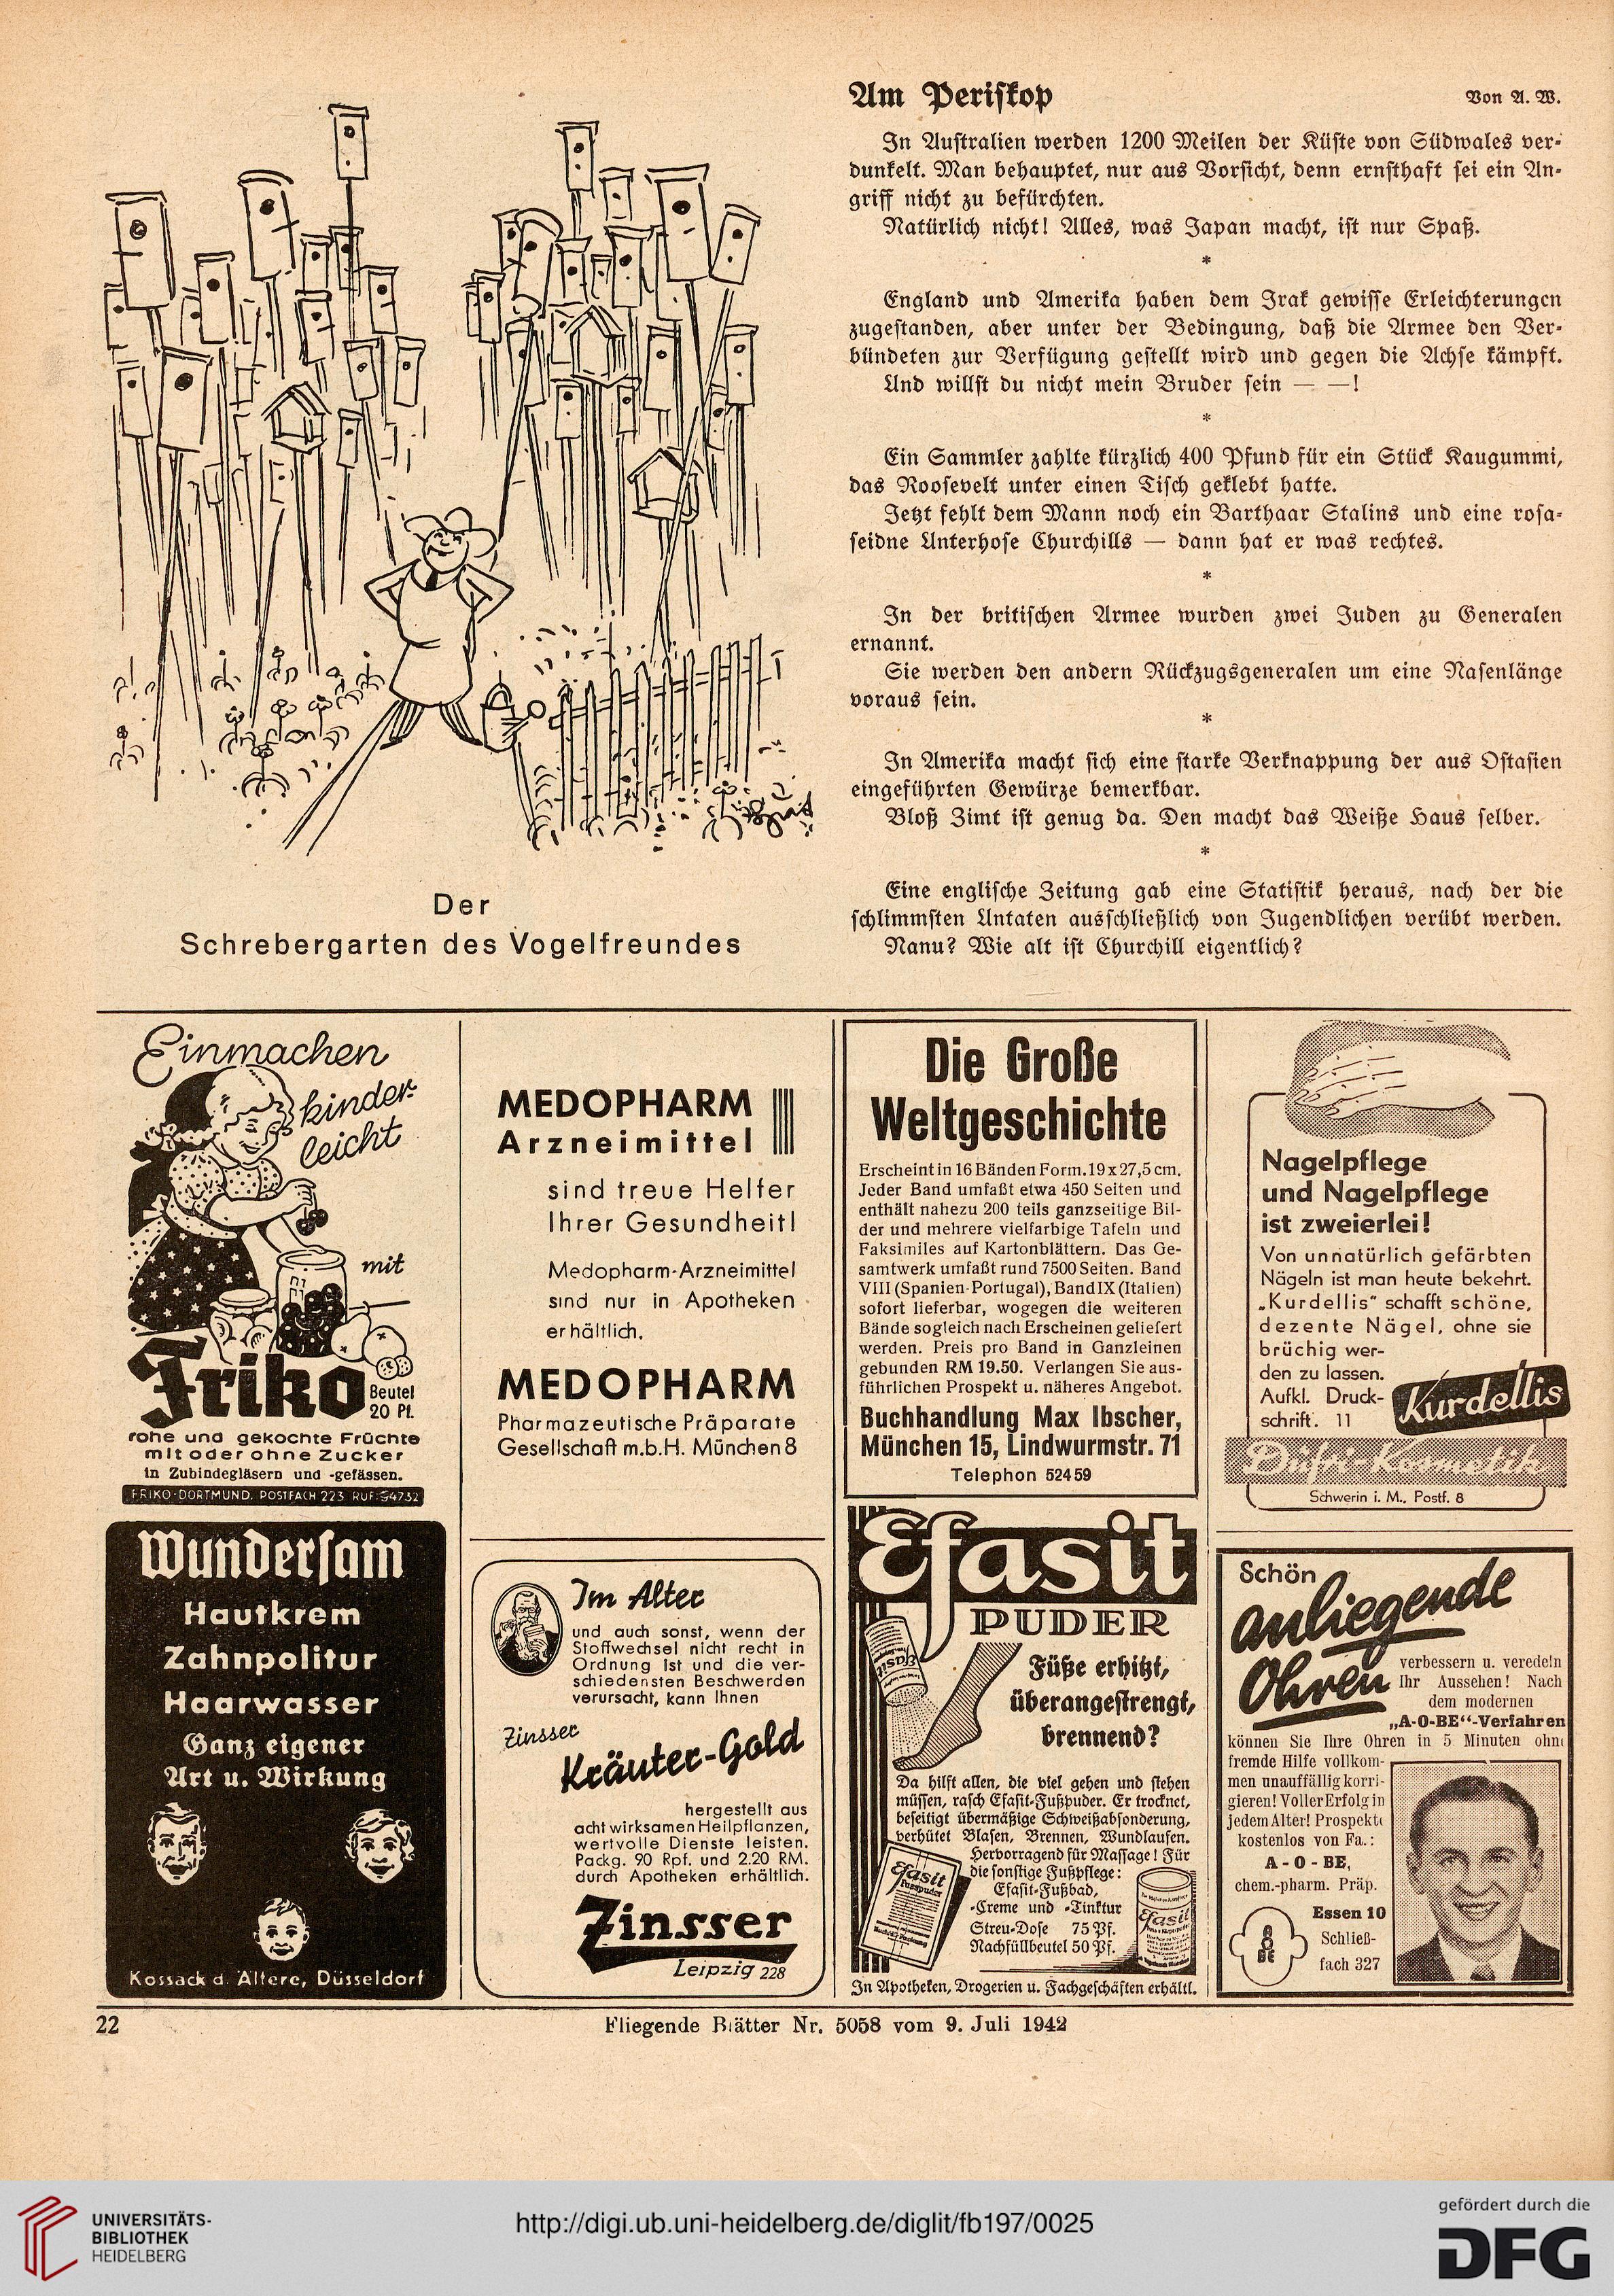 Der
Schrebergarten des Vogelfreundes
Am Periskop
Von A. W.
In Australien werden 1200 Meilen der Küste von Südwales ver-
dunkelt. Man behauptet, nur aus Vorsicht, denn ernsthaft sei ein An-
griff nicht zu befürchten.
Natürlich nicht! Alles, was Japan macht, ist nur Spaß.
*
England und Amerika haben dem Irak gewisse Erleichterungen
zugestanden, aber unter der Bedingung, daß die Armee den Ver-
bündeten zur Verfügung gestellt wird und gegen die Achse kämpft.
Und willst du nicht mein Bruder sein — —!
*
Ein Sammler zahlte kürzlich 400 Pfund für ein Stück Kaugummi,
das Roosevelt unter einen Tisch geklebt hatte.
Jetzt fehlt dem Mann noch ein Barthaar Stalins und eine rosa-
seidne Unterhose Churchills — dann hat er was rechtes.
*
In der britischen Armee wurden zwei Juden zu Generalen
ernannt.
Sie werden den andern Rückzugsgeneralen um eine Nasenlänge
voraus sein.
*
In Amerika macht sich eine starke Verknappung der aus Ostasien
eingeführten Gewürze bemerkbar.
Bloß Zimt ist genug da. Den macht das Weiße Haus selber.
*
Eine englische Zeitung gab eine Statistik heraus, nach der die
schlimmsten Untaten ausschließlich von Jugendlichen verübt werden.
Nanu? Wie alt ist Churchill eigentlich?
Einmachen
kinder-
leicht
mit
Friko
Beutel
20 Pf.
rohe und gekochte Früchte
mit oder ohne Zucker
in Zubindegläsern und -gefässen.
FRIKO-DORTMUND. POSTFACH 223 RUF: 34732
Wundersam
Hautkrem
Zahnpolitur
Haarwasser
Ganz eigener
Art u. Wirkung
Kossack d. Ältere, Düsseldorf
MEDOPHARM
Arzneimittel
sind treue Helfer
Ihrer Gesundheit!
Medopharm-Arzneimittel
sind nur in Apotheken
erhältlich.
MEDOPHARM
Pharmazeutische Präparate
Gesellschaft m.b.H. München 8
Im Alter
und auch sonst, wenn der
Stoffwechsel nicht recht in
Ordnung ist und die ver-
schiedensten Beschwerden
verursacht, kann Ihnen
Zinsser
Kräuter-Gold
hergestellt aus
acht wirksamen Heilpflanzen,
wertvolle Dienste leisten.
Packg. 90 Rpf. und 2.20 RM.
durch Apotheken erhältlich.
Zinsser
Leipzig 228
Die Große
Weltgeschichte
Erscheint in 16 Bänden Form. 19 x 27,5 cm.
Jeder Band umfaßt etwa 450 Seiten und
enthält nahezu 200 teils ganzseitige Bil-
der und mehrere vielfarbige Tafeln und
Faksimiles auf Kartonblättern. Das Ge-
samtwerk umfaßt rund 7500 Seiten. Band
VIII (Spanien-Portugal), Band IX (Italien)
sofort lieferbar, wogegen die weiteren
Bände sogleich nach Erscheinen geliefert
werden. Preis pro Band in Ganzleinen
gebunden RM 19.50. Verlangen Sie aus-
führlichen Prospekt u. näheres Angebot.
Buchhandlung Max Ibscher,
München 15, Lindwurmstr. 71
Telephon 52459
Efasit
PUDER
Füße erhitzt,
überangestrengt,
brennend?
Da hilft allen, die viel gehen und stehen
müssen, rasch Efasit-Fußpuder. Er trocknet,
beseitigt übermäßige Schweißabsonderung,
verhütet Blasen, Brennen, Wundlaufen.
Hervorragend für Massage! Für
die sonstige Fußpflege:
Efasit-Fußbad,
-Creme und -Tinktur
Streu-Dose 75 Pf.
Nachfüllbeutel 50 Pf.
In Apotheken, Drogerien u. Fachgeschäften erhältl.
Nagelpflege
und Nagelpflege
ist zweierlei!
Von unnatürlich gefärbten
Nägeln ist man heute bekehrt.
„Kurdellis" schafft schöne,
dezente Nägel, ohne sie
brüchig wer-
den zu lassen.
Aufkl. Druck-
schrift. 11
Kurdellis
Düfri-Kosmetik
Schwerin i. M., Postf. 8
Schön
anliegende
Ohren
verbessern u. veredeln
Ihr Aussehen! Nach
dem modernen
„A-O-BE“-Verfahren
können Sie Ihre Ohren in 5 Minuten ohne
fremde Hilfe vollkom-
men unauffällig korri-
gieren! Voller Erfolg in
jedem Alter! Prospekte
kostenlos von Fa.:
A - O - BE,
chem.-pharm. Präp.
Essen 10
Schließ-
fach 327
A
O
BE
22
Fliegende Blätter Nr. 5058 vom 9. Juli 1942
UNIVERSITÄTS-
BIBLIOTHEK
HEIDELBERG
http://digi.ub.uni-heidelberg.de/diglit/fb197/0025
gefördert durch die
DFG